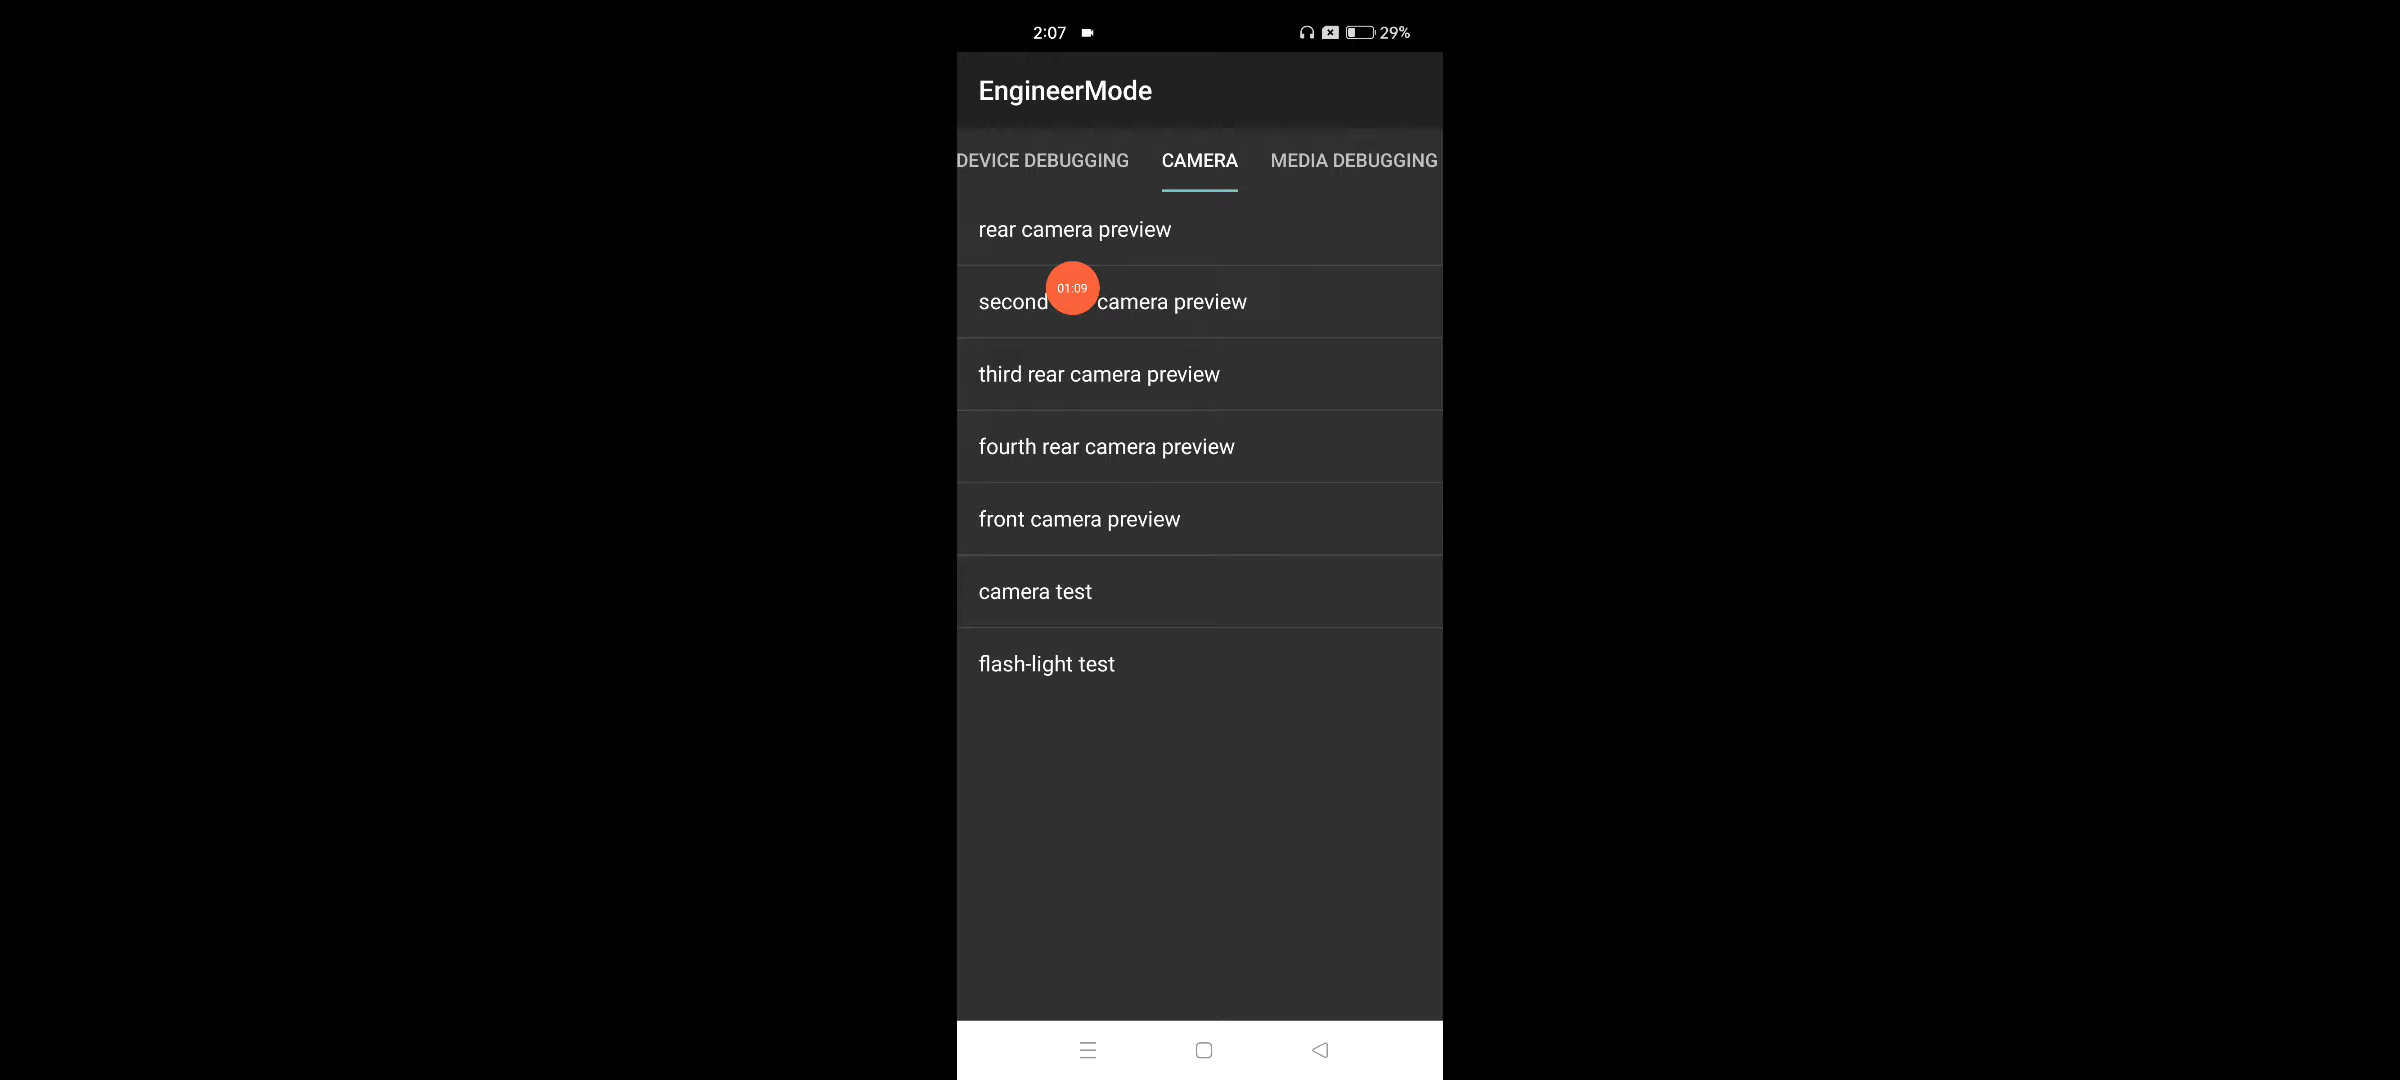 2:07 29%
EngineerMode
DEVICE DEBUGGING CAMERA MEDIA DEBUGGING
rear camera preview
01:09
second camera preview
third rear camera preview
fourth rear camera preview
front camera preview
camera test
flash-light test